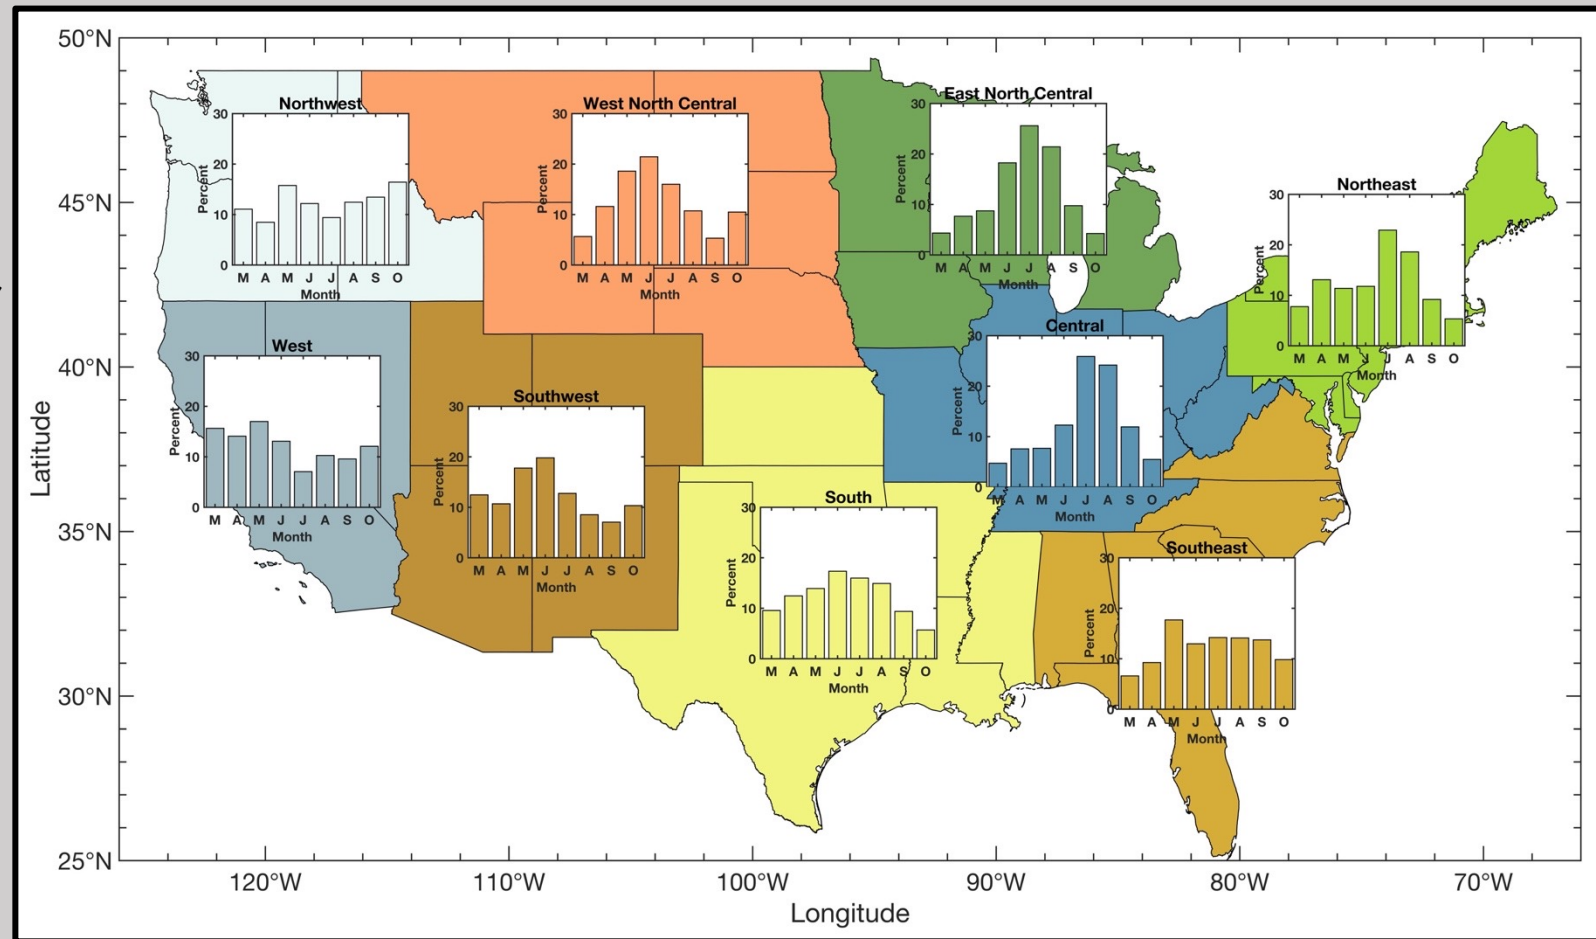 50°N
45°N
40°N
35°N
30°N
25°N
Latitude
120°W
110°W
100°W
90°W
80°W
70°W
Longitude
Northwest
30
20
10
0
Percent
M A M J J A S O
Month
West North Central
30
20
10
0
Percent
M A M J J A S O
Month
East North Central
30
20
10
0
Percent
M A M J J A S O
Month
Northeast
30
20
10
0
Percent
M A M J J A S O
Month
West
30
20
10
0
Percent
M A M J J A S O
Month
Southwest
30
20
10
0
Percent
M A M J J A S O
Month
Central
30
20
10
0
Percent
M A M J J A S O
Month
South
30
20
10
0
Percent
M A M J J A S O
Month
Southeast
30
20
10
0
Percent
M A M J J A S O
Month